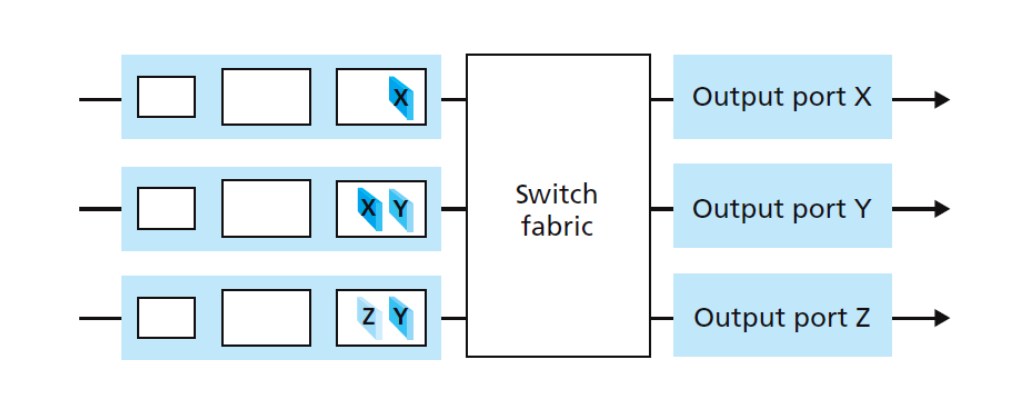 X
Output port X
X Y
Switch
fabric
Output port Y
Z Y
Output port Z